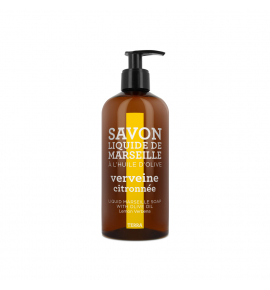 SAVON
LIQUIDE DE
MARSEILLE
À L'HUILE D'OLIVE
verveine
citronnée
LIQUID MARSEILLE SOAP
WITH OLIVE OIL
Lemon Verbena